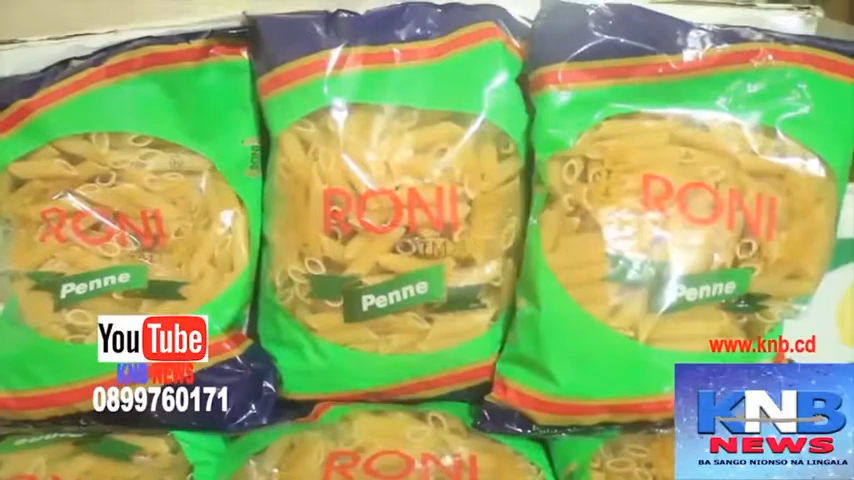 RONI
Penne
RONI
Penne
RONI
Penne
YouTube
KNB NEWS
0899760171
www.knb.cd
KNB
NEWS
BA SANGO NIONSO NA LINGALA
Penne
RONI